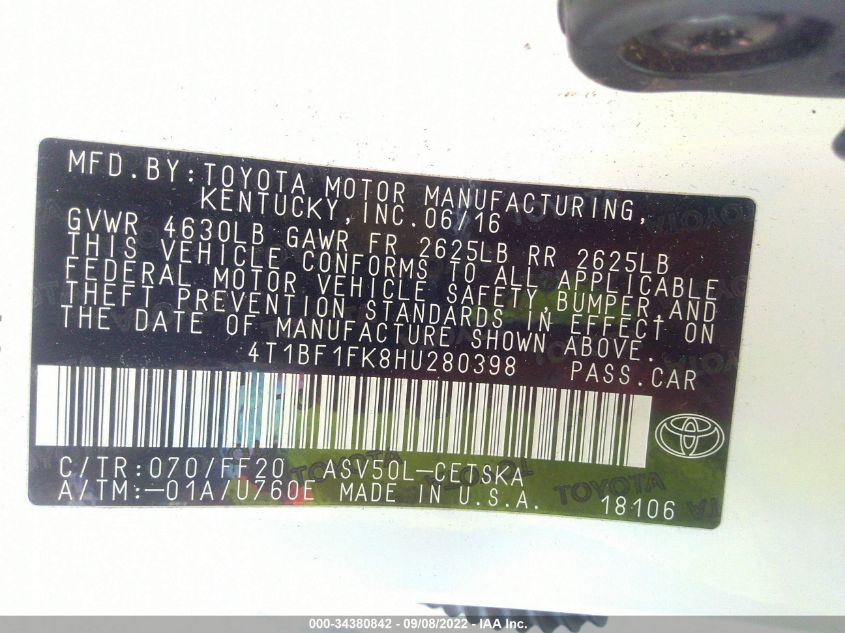 MFD.BY:TOYOTA MOTOR MANUFACTURING,
KENTUCKY,INC.06/16
GVWR 4630LB GAWR FR 2625LB RR 2625LB
THIS VEHICLE CONFORMS TO ALL APPLICABLE
FEDERAL MOTOR VEHICLE SAFETY,BUMPER,AND
THEFT PREVENTION STANDARDS IN EFFECT ON
THE DATE OF MANUFACTURE SHOWN ABOVE.
4T1BF1FK8HU280398 PASS.CAR
C/TR:070/FF20 ASV50L-CETSKA
A/TM:-01A/U760E MADE IN U.S.A. 18106
TOYOTA
000-34380842 - 09/08/2022 - IAA Inc.